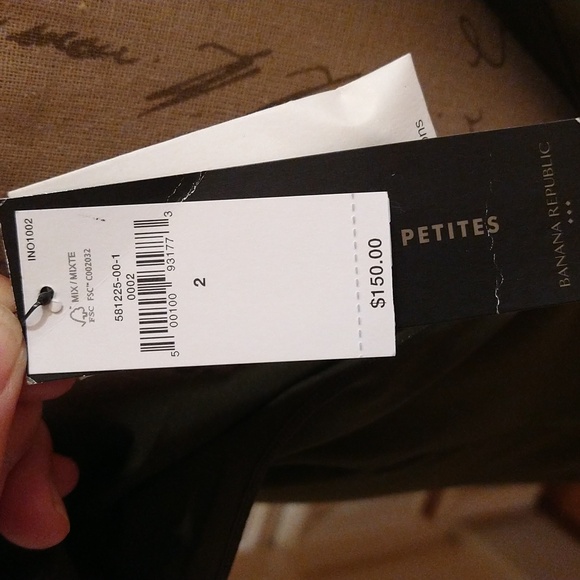 INO1002
MIX/MIXTE
FSC™ C002032
FSC
581225-00-1
0002
5 00100 93177 3
2
$150.00
PETITES
BANANA REPUBLIC